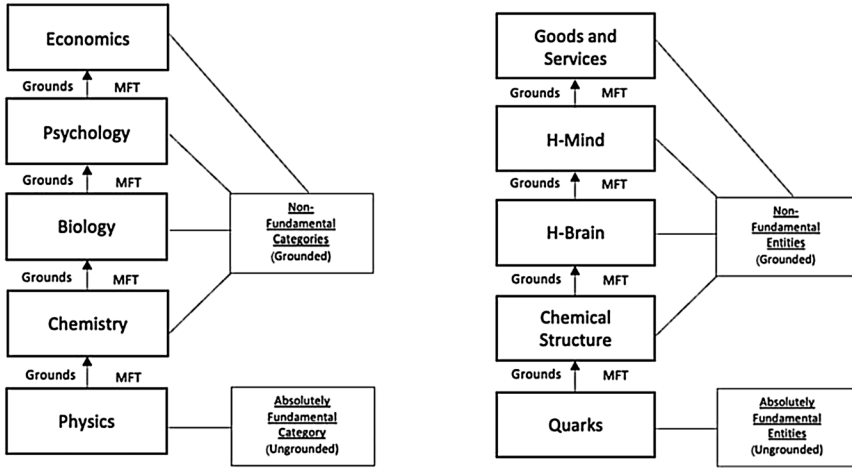 Economics
Grounds MFT
Psychology
Grounds MFT
Biology
Grounds MFT
Chemistry
Grounds MFT
Physics
Non-
Fundamental
Categories
(Grounded)
Absolutely
Fundamental
Category
(Ungrounded)
Goods and
Services
Grounds MFT
H-Mind
Grounds MFT
H-Brain
Grounds MFT
Chemical
Structure
Grounds MFT
Quarks
Non-
Fundamental
Entities
(Grounded)
Absolutely
Fundamental
Entities
(Ungrounded)